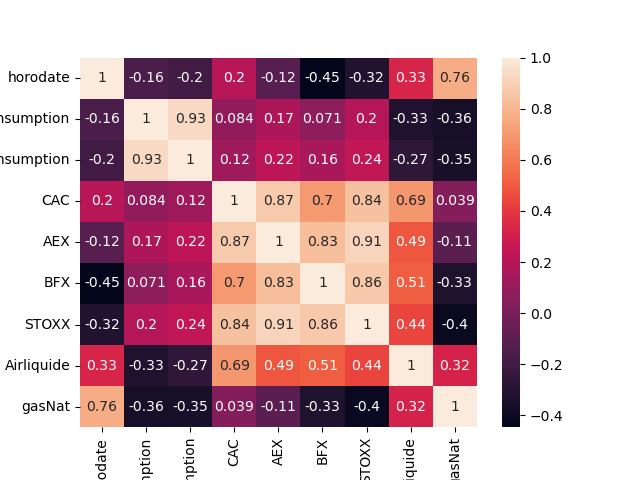 horodate 1 -0.16 -0.2 0.2 -0.12 -0.45 -0.32 0.33 0.76
nsumption -0.16 1 0.93 0.084 0.17 0.071 0.2 -0.33 -0.36
nsumption -0.2 0.93 1 0.12 0.22 0.16 0.24 -0.27 -0.35
CAC 0.2 0.084 0.12 1 0.87 0.7 0.84 0.69 0.039
AEX -0.12 0.17 0.22 0.87 1 0.83 0.91 0.49 -0.11
BFX -0.45 0.071 0.16 0.7 0.83 1 0.86 0.51 -0.33
STOXX -0.32 0.2 0.24 0.84 0.91 0.86 1 0.44 -0.4
Airliquide 0.33 -0.33 -0.27 0.69 0.49 0.51 0.44 1 0.32
gasNat 0.76 -0.36 -0.35 0.039 -0.11 -0.33 -0.4 0.32 1
odate
mption
mption
CAC
AEX
BFX
STOXX
iquide
gasNat
1.0
0.8
0.6
0.4
0.2
0.0
−0.2
−0.4